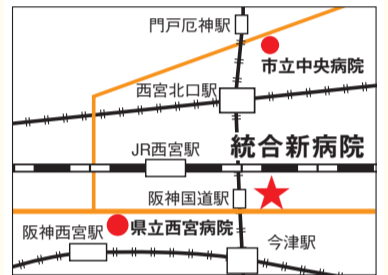 門戸厄神駅
市立中央病院
西宮北口駅
JR西宮駅
統合新病院
阪神国道駅
県立西宮病院
阪神西宮駅
今津駅